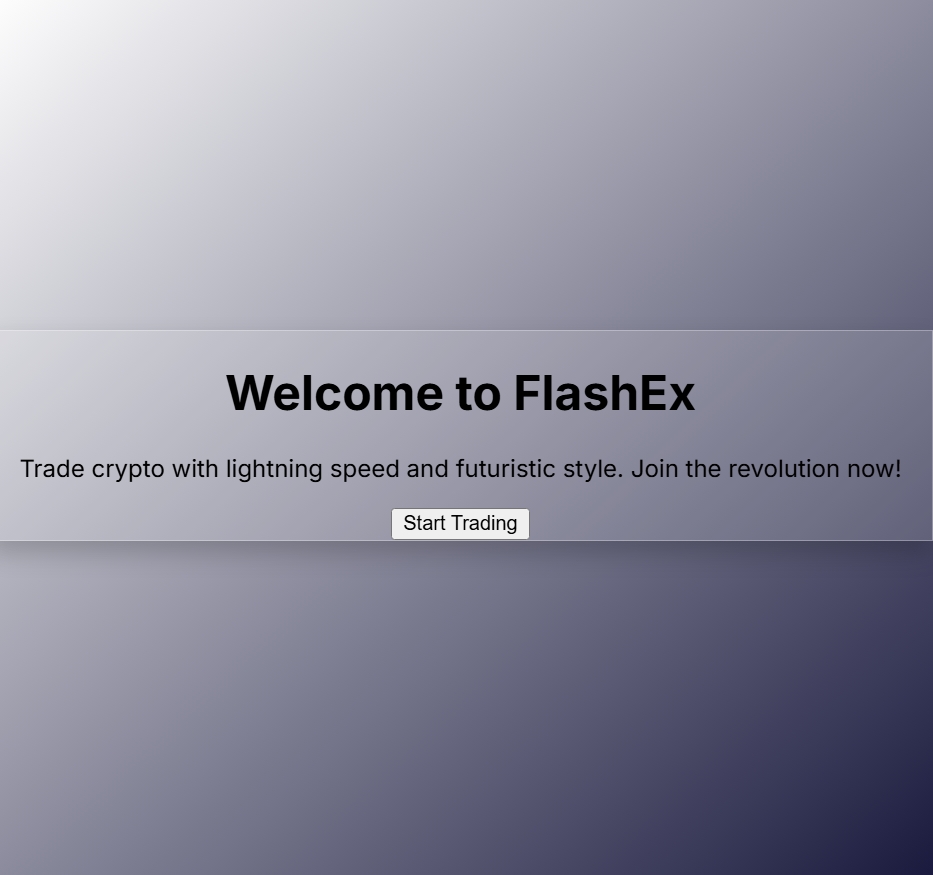 Welcome to FlashEx
Trade crypto with lightning speed and futuristic style. Join the revolution now!
Start Trading